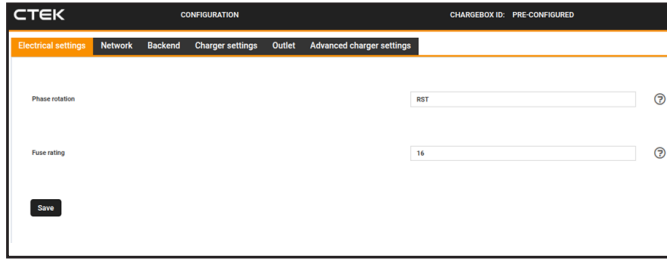 CTEK CONFIGURATION CHARGEBOX ID: PRE-CONFIGURED
Electrical settings Network Backend Charger settings Outlet Advanced charger settings
Phase rotation RST ?
Fuse rating 16 ?
Save